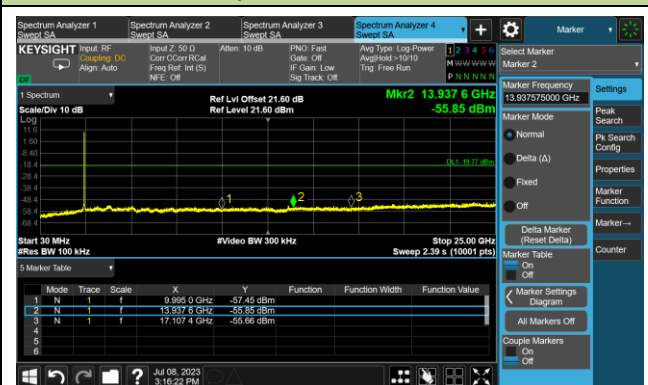 Spectrum Analyzer 1
Swept SA
Spectrum Analyzer 2
Swept SA
Spectrum Analyzer 3
Swept SA
Spectrum Analyzer 4
Swept SA
Marker
KEYSIGHT
Input: RF
Coupling: DC
Align: Auto
Input Z: 50 Ω
Corr CCorr RCal
Freq Ref: Int (S)
NFE: Off
Atten: 10 dB
PNO: Fast
Gate: Off
IF Gain: Low
Sig Track: Off
Avg Type: Log-Power
Avg|Hold:>10/10
Trig: Free Run
1 2 3 4 5 6
M W W W W W
P N N N N N
Select Marker
Marker 2
1 Spectrum
Scale/Div 10 dB
Log
Ref Lvl Offset 21.60 dB
Ref Level 21.60 dBm
Mkr2 13.937 6 GHz
-55.85 dBm
11.6
1.60
-8.40
-18.4
-28.4
-38.4
-48.4
-58.4
DL1 -19.77 dBm
1
2
3
Start 30 MHz
#Res BW 100 kHz
#Video BW 300 kHz
Stop 25.00 GHz
Sweep 2.39 s (10001 pts)
5 Marker Table
Mode Trace Scale X Y Function Function Width Function Value
1 N 1 f 9.995 0 GHz -57.45 dBm
2 N 1 f 13.937 6 GHz -55.85 dBm
3 N 1 f 17.107 4 GHz -55.66 dBm
4
5
6
Marker Frequency
13.937575000 GHz
Marker Mode
Normal
Delta (Δ)
Fixed
Off
Delta Marker
(Reset Delta)
Marker Table
On
Off
Marker Settings
Diagram
All Markers Off
Couple Markers
On
Off
Settings
Peak
Search
Pk Search
Config
Properties
Marker
Function
Marker→
Counter
?
Jul 08, 2023
3:16:22 PM